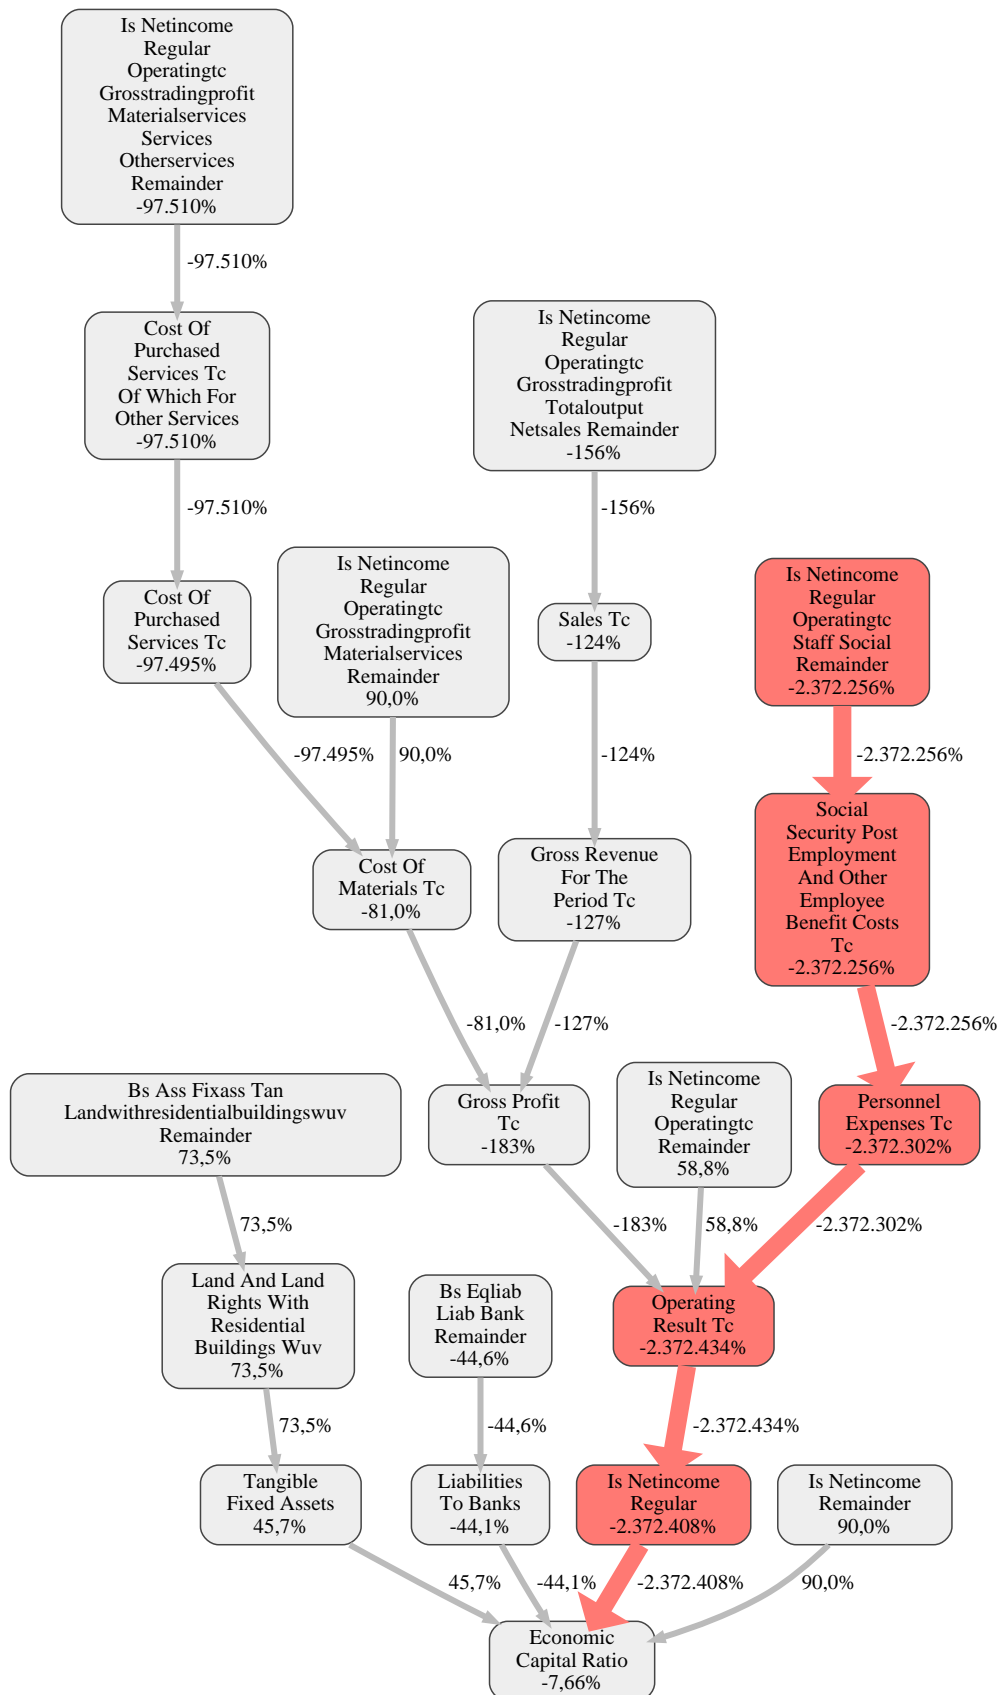 Is Netincome
Regular
Operatingtc
Grosstradingprofit
Materialservices
Services
Otherservices
Remainder
-97.510%
-97.510%
Cost Of
Purchased
Services Tc
Of Which For
Other Services
-97.510%
Is Netincome
Regular
Operatingtc
Grosstradingprofit
Totaloutput
Netsales Remainder
-156%
-97.510%
-156%
Cost Of
Purchased
Services Tc
-97.495%
Is Netincome
Regular
Operatingtc
Grosstradingprofit
Materialservices
Remainder
90,0%
Sales Tc
-124%
Is Netincome
Regular
Operatingtc
Staff Social
Remainder
-2.372.256%
-97.495%
90,0%
-124%
-2.372.256%
Cost Of
Materials Tc
-81,0%
Gross Revenue
For The
Period Tc
-127%
Social
Security Post
Employment
And Other
Employee
Benefit Costs
Tc
-2.372.256%
-81,0%
-127%
-2.372.256%
Bs Ass Fixass Tan
Landwithresidentialbuildingswuv
Remainder
73,5%
Gross Profit
Tc
-183%
Is Netincome
Regular
Operatingtc
Remainder
58,8%
Personnel
Expenses Tc
-2.372.302%
73,5%
-183%
58,8%
-2.372.302%
Land And Land
Rights With
Residential
Buildings Wuv
73,5%
Bs Eqliab
Liab Bank
Remainder
-44,6%
Operating
Result Tc
-2.372.434%
73,5%
-44,6%
-2.372.434%
Tangible
Fixed Assets
45,7%
Liabilities
To Banks
-44,1%
Is Netincome
Regular
-2.372.408%
Is Netincome
Remainder
90,0%
45,7%
-44,1%
-2.372.408%
90,0%
Economic
Capital Ratio
-7,66%